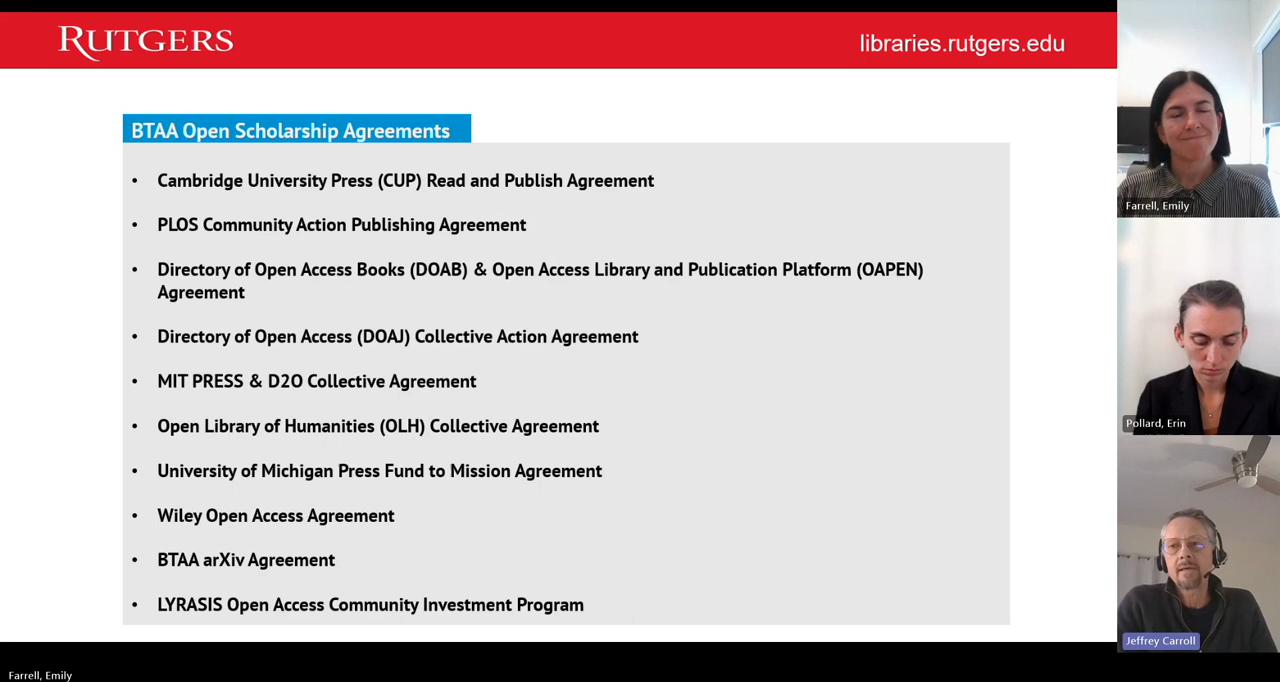 RUTGERS
libraries.rutgers.edu
BTAA Open Scholarship Agreements
• Cambridge University Press (CUP) Read and Publish Agreement
• PLOS Community Action Publishing Agreement
• Directory of Open Access Books (DOAB) & Open Access Library and Publication Platform (OAPEN)
Agreement
• Directory of Open Access (DOAJ) Collective Action Agreement
• MIT PRESS & D2O Collective Agreement
• Open Library of Humanities (OLH) Collective Agreement
• University of Michigan Press Fund to Mission Agreement
• Wiley Open Access Agreement
• BTAA arXiv Agreement
• LYRASIS Open Access Community Investment Program
Farrell, Emily
Pollard, Erin
Jeffrey Carroll
Farrell, Emily